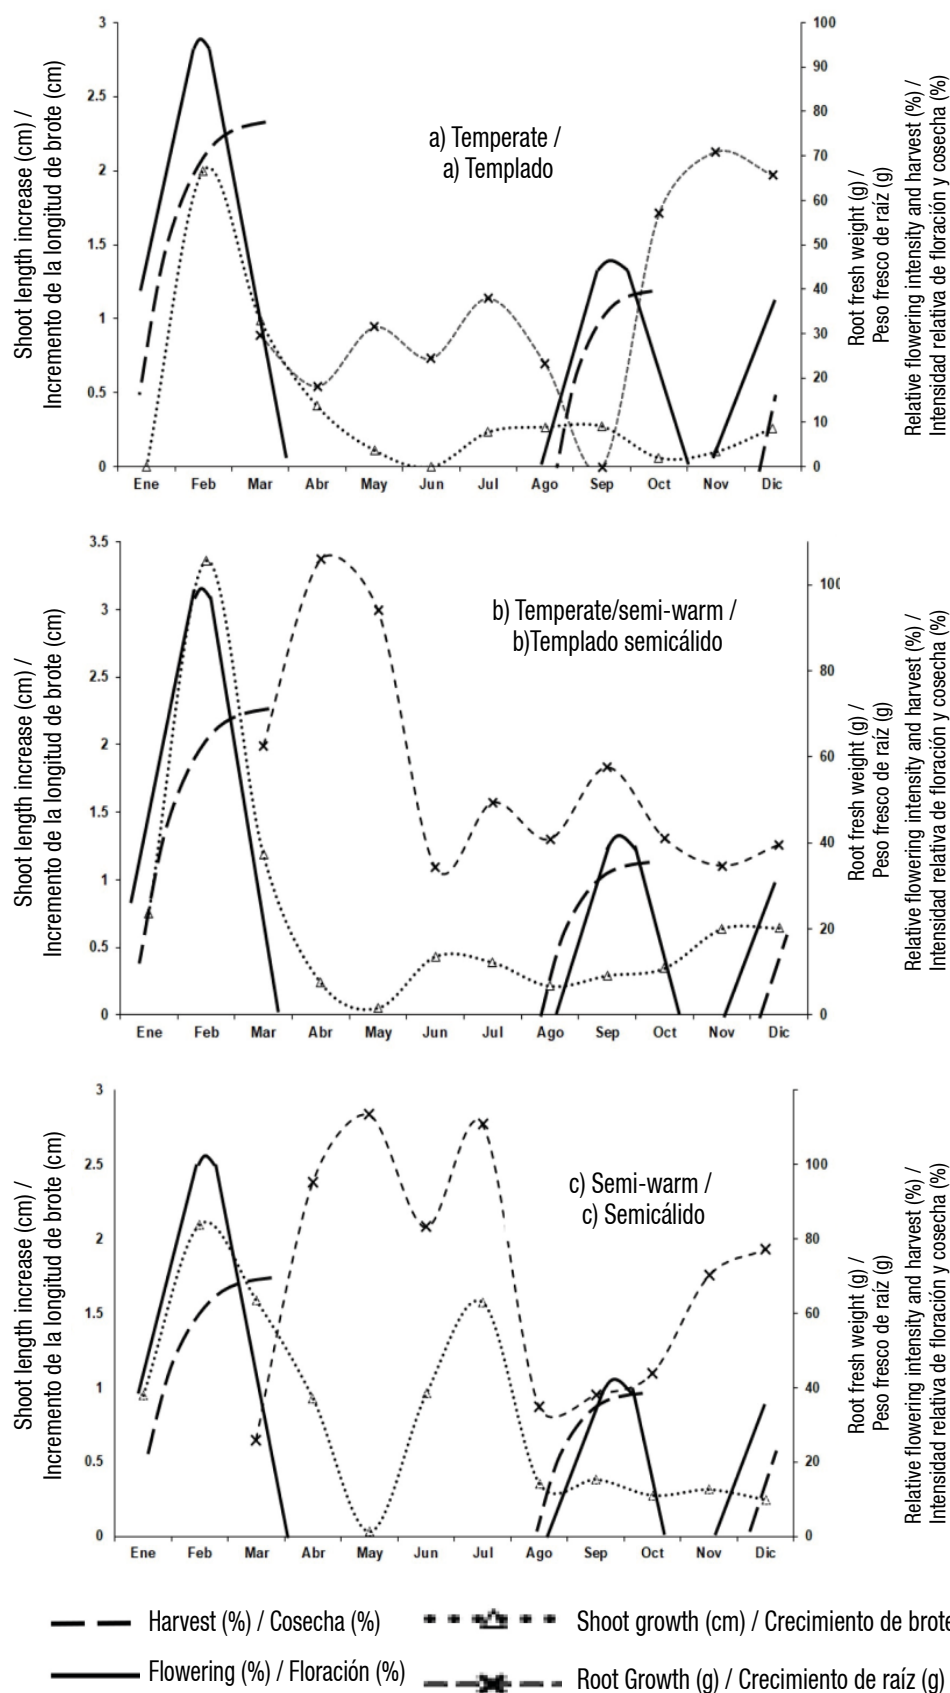 Shoot length increase (cm) /
Incremento de la longitud de brote (cm)
3
2.5
2
1.5
1
0.5
0
a) Temperate /
a) Templado
100
90
80
70
60
50
40
30
20
10
0
Root fresh weight (g) /
Peso fresco de raíz (g)
Relative flowering intensity and harvest (%) /
Intensidad relativa de floración y cosecha (%)
Ene Feb Mar Abr May Jun Jul Ago Sep Oct Nov Dic
Shoot length increase (cm) /
Incremento de la longitud de brote (cm)
3.5
3
2.5
2
1.5
1
0.5
0
b) Temperate/semi-warm /
b)Templado semicálido
80
60
40
20
0
Root fresh weight (g) /
Peso fresco de raíz (g)
Relative flowering intensity and harvest (%) /
Intensidad relativa de floración y cosecha (%)
Ene Feb Mar Abr May Jun Jul Ago Sep Oct Nov Dic
Shoot length increase (cm) /
Incremento de la longitud de brote (cm)
3
2.5
2
1.5
1
0.5
0
c) Semi-warm /
c) Semicálido
100
80
60
40
20
0
Root fresh weight (g) /
Peso fresco de raíz (g)
Relative flowering intensity and harvest (%) /
Intensidad relativa de floración y cosecha (%)
Ene Feb Mar Abr May Jun Jul Ago Sep Oct Nov Dic
Harvest (%) / Cosecha (%)
Shoot growth (cm) / Crecimiento de brote
Flowering (%) / Floración (%)
Root Growth (g) / Crecimiento de raíz (g)